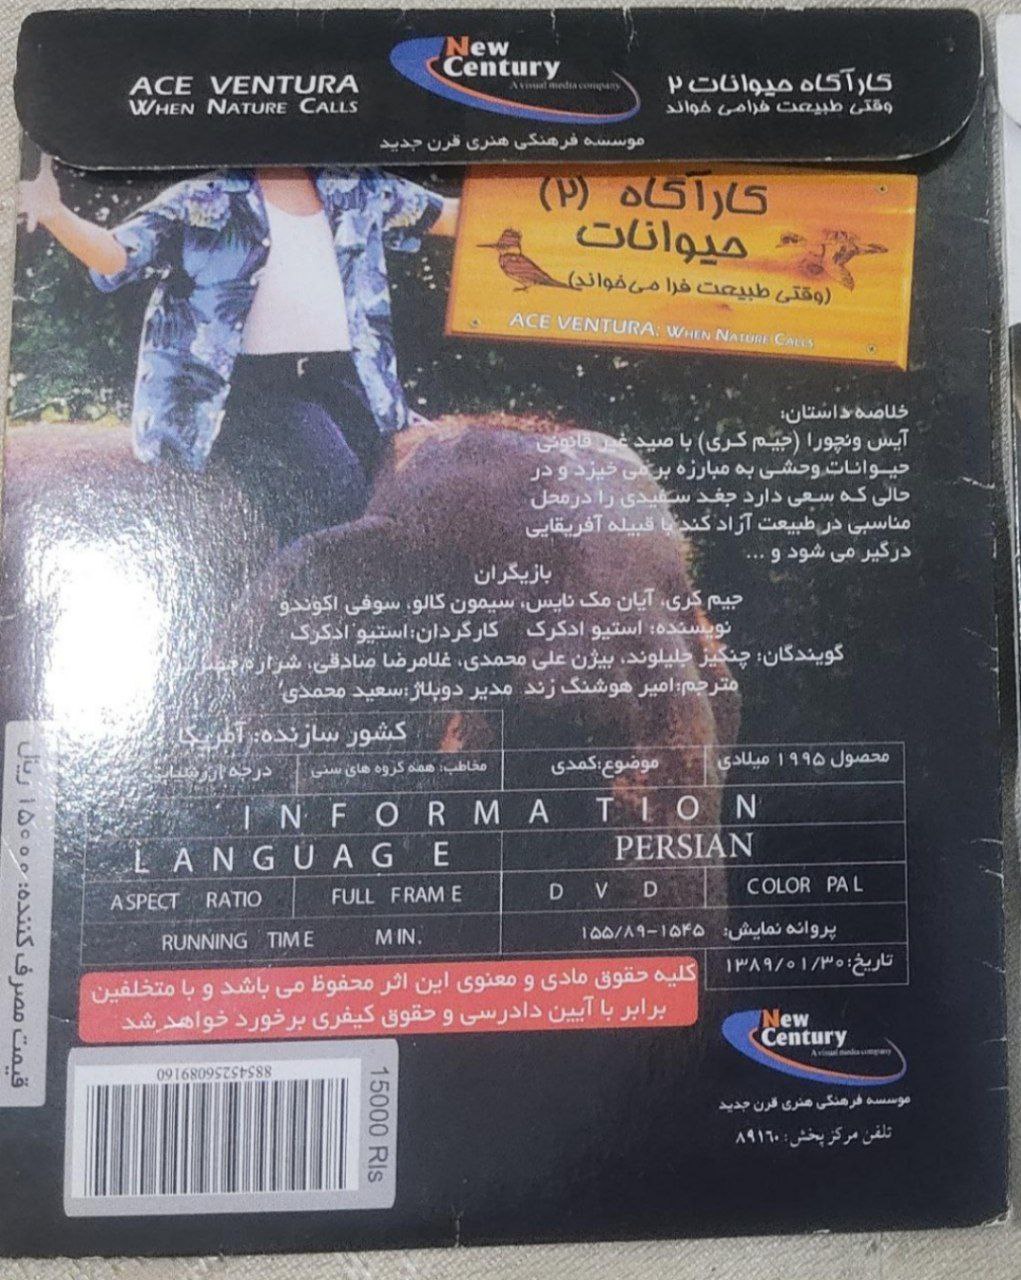 ACE VENTURA
WHEN NATURE CALLS
New
Century
A visual media company
کارآگاه حیوانات ۲
وقتی طبیعت فرامی خواند
موسسه فرهنگی هنری قرن جدید
کارآگاه (۲)
حیوانات
(وقتی طبیعت فرا می‌خواند)
ACE VENTURA: WHEN NATURE CALLS
خلاصه داستان:
آیس ونچورا (جیم کری) با صید غیر قانونی
حیوانات وحشی به مبارزه بر می خیزد و در
حالی که سعی دارد جغد سفیدی را درمحل
مناسبی در طبیعت آزاد کند با قبیله آفریقایی
درگیر می شود و ...
بازیگران
جیم کری، آیان مک نایس، سیمون کالو، سوفی اکوندو
نویسنده: استیو ادکرک کارگردان:استیو ادکرک
گویندگان: چنگیز جلیلوند، بیژن علی محمدی، غلامرضا صادقی، شراره
مترجم:امیر هوشنگ زند مدیر دوبلاژ:سعید محمدی
کشور سازنده: آمریکا
محصول ۱۹۹۵ میلادی
موضوع:کمدی
مخاطب: همه گروه های سنی
درجه
INFORMATION
LANGUAGE PERSIAN
ASPECT RATIO FULL FRAME DVD COLOR PAL
RUNNING TIME MIN.
پروانه نمایش: ۱۵۴۵-۱۵۵/۸۹
تاریخ: ۱۳۸۹/۰۱/۳۰
کلیه حقوق مادی و معنوی این اثر محفوظ می باشد و با متخلفین
برابر با آیین دادرسی و حقوق کیفری برخورد خواهد شد
قیمت مصرف کننده: ۱۵۰۰۰ ریال
88545256089160
15000 Rls
New
Century
A visual media company
موسسه فرهنگی هنری قرن جدید
تلفن مرکز پخش: ۸۹۱۶۰